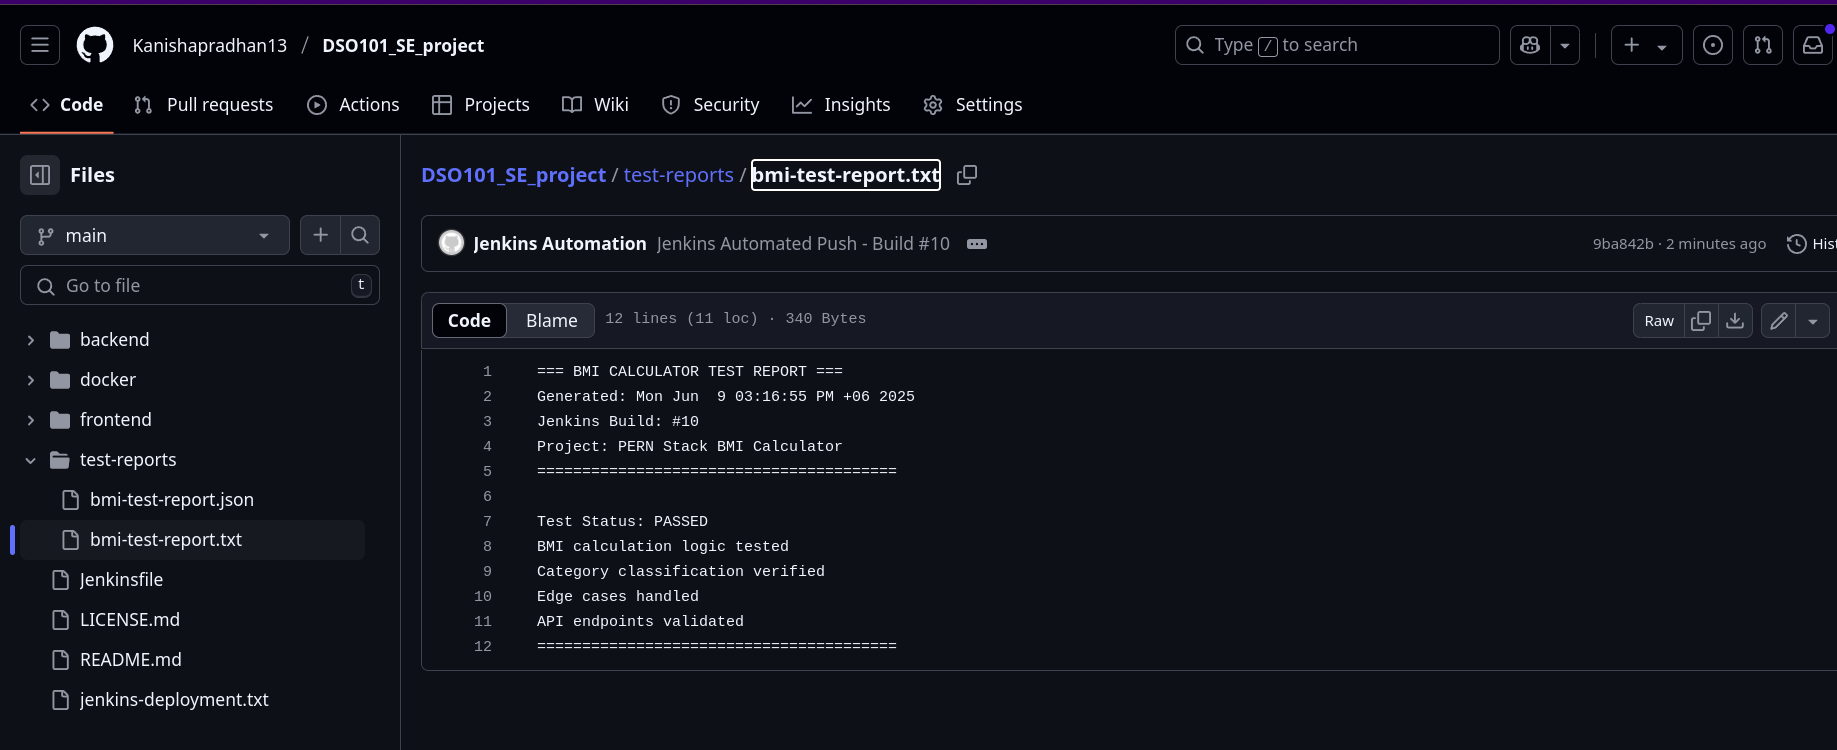 Kanishapradhan13 / DSO101_SE_project
Type / to search
Code Pull requests Actions Projects Wiki Security Insights Settings
Files
main
Go to file t
backend
docker
frontend
test-reports
bmi-test-report.json
bmi-test-report.txt
Jenkinsfile
LICENSE.md
README.md
jenkins-deployment.txt
DSO101_SE_project / test-reports / bmi-test-report.txt
Jenkins Automation Jenkins Automated Push - Build #10 9ba842b · 2 minutes ago Hist
Code Blame 12 lines (11 loc) · 340 Bytes Raw
1 === BMI CALCULATOR TEST REPORT ===
2 Generated: Mon Jun  9 03:16:55 PM +06 2025
3 Jenkins Build: #10
4 Project: PERN Stack BMI Calculator
5 ========================================
6
7 Test Status: PASSED
8 BMI calculation logic tested
9 Category classification verified
10 Edge cases handled
11 API endpoints validated
12 ========================================